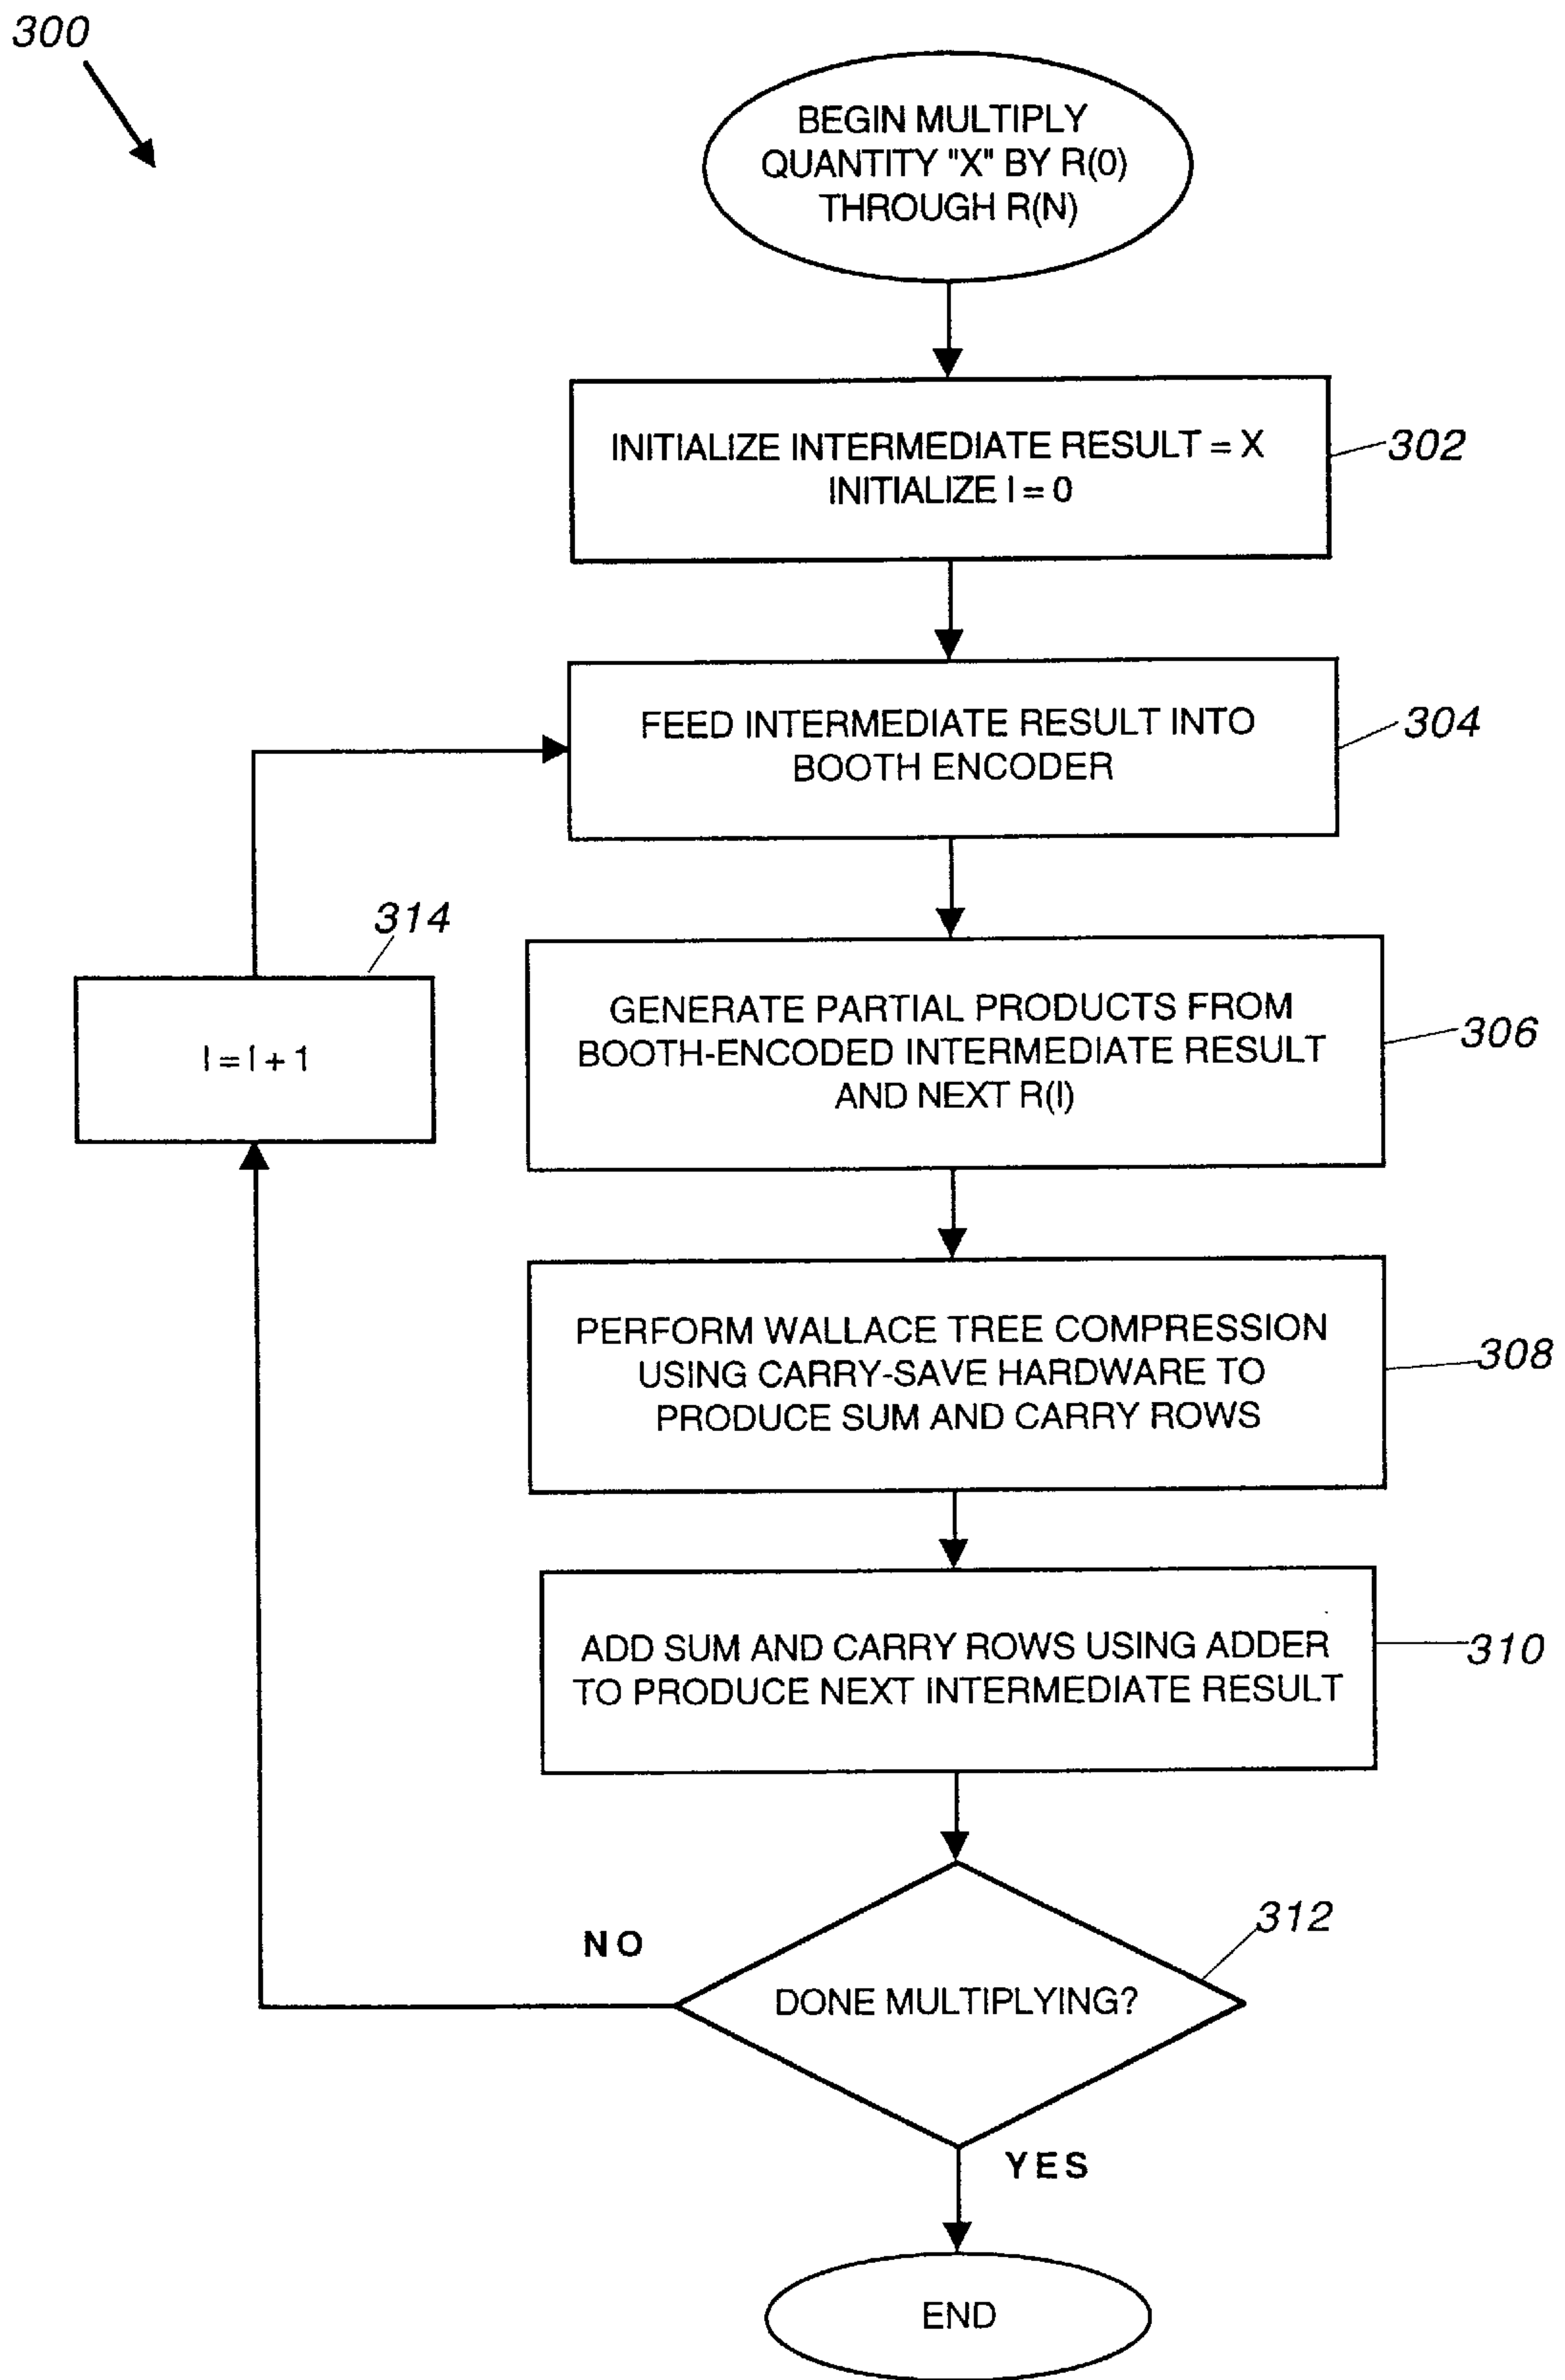 300
BEGIN MULTIPLY
QUANTITY "X" BY R(0)
THROUGH R(N)
INITIALIZE INTERMEDIATE RESULT = X
INITIALIZE I = 0
302
FEED INTERMEDIATE RESULT INTO
BOOTH ENCODER
304
314
I = I + 1
GENERATE PARTIAL PRODUCTS FROM
BOOTH-ENCODED INTERMEDIATE RESULT
AND NEXT R(I)
306
PERFORM WALLACE TREE COMPRESSION
USING CARRY-SAVE HARDWARE TO
PRODUCE SUM AND CARRY ROWS
308
ADD SUM AND CARRY ROWS USING ADDER
TO PRODUCE NEXT INTERMEDIATE RESULT
310
312
NO
DONE MULTIPLYING?
YES
END